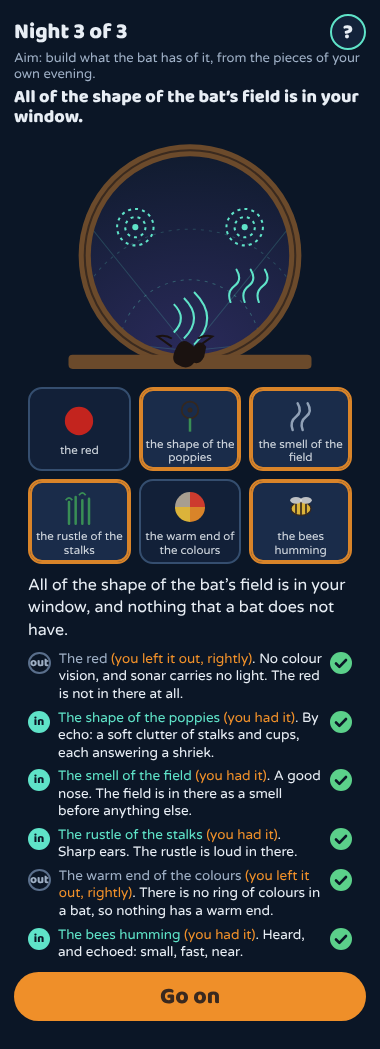 Night 3 of 3
?
Aim: build what the bat has of it, from the pieces of your
own evening.
All of the shape of the bat's field is in your
window.
the red
the shape of the
poppies
the smell of the
field
the rustle of the
stalks
the warm end of
the colours
the bees
humming
All of the shape of the bat's field is in your
window, and nothing that a bat does not
have.
out The red (you left it out, rightly). No colour
vision, and sonar carries no light. The red
is not in there at all.
in The shape of the poppies (you had it). By
echo: a soft clutter of stalks and cups,
each answering a shriek.
in The smell of the field (you had it). A good
nose. The field is in there as a smell
before anything else.
in The rustle of the stalks (you had it).
Sharp ears. The rustle is loud in there.
out The warm end of the colours (you left it
out, rightly). There is no ring of colours in
a bat, so nothing has a warm end.
in The bees humming (you had it). Heard,
and echoed: small, fast, near.
Go on